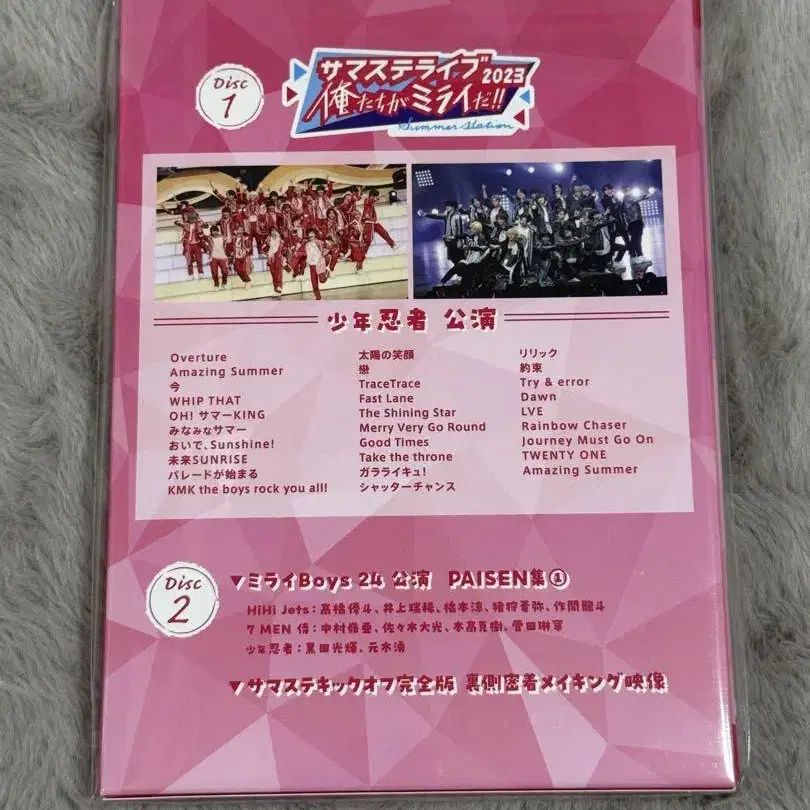 Disc
1
サマステライブ 2023
俺たちがミライだ!!
Summer Station
少年忍者 公演
Overture
Amazing Summer
今
WHIP THAT
OH! サマーKING
みなみなサマー
おいで、Sunshine!
未来SUNRISE
パレードが始まる
KMK the boys rock you all!
太陽の笑顔
戀
TraceTrace
Fast Lane
The Shining Star
Merry Very Go Round
Good Times
Take the throne
ガラライキュ!
シャッターチャンス
リリック
約束
Try & error
Dawn
LVE
Rainbow Chaser
Journey Must Go On
TWENTY ONE
Amazing Summer
Disc
2
▼ミライBoys 24 公演 PAISEN集①
HiHi Jets：髙橋優斗、井上瑞稀、橋本涼、猪狩蒼弥、作間龍斗
7 MEN 侍：中村嶺亜、佐々木大光、本髙克樹、菅田琳寧
少年忍者：黒田光輝、元木湧
▼サマステキックオフ完全版 裏側密着メイキング映像